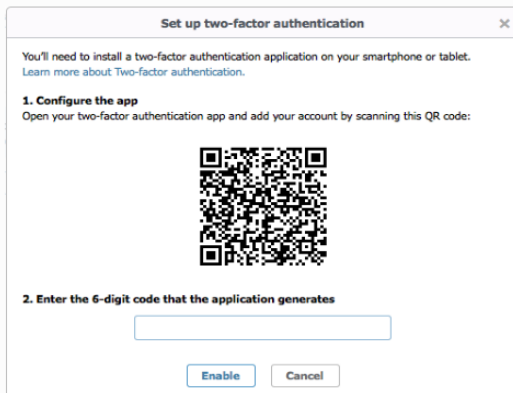 Set up two-factor authentication
You'll need to install a two-factor authentication application on your smartphone or tablet.
Learn more about Two-factor authentication.
1. Configure the app
Open your two-factor authentication app and add your account by scanning this QR code:
2. Enter the 6-digit code that the application generates
Enable
Cancel